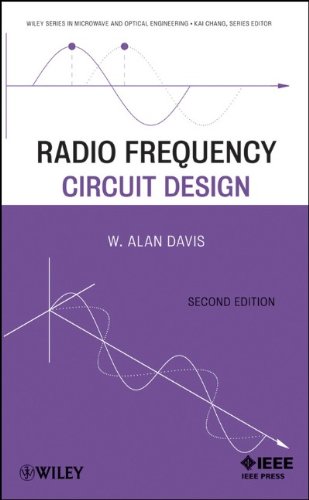 WILEY SERIES IN MICROWAVE AND OPTICAL ENGINEERING • KAI CHANG, SERIES EDITOR
RADIO FREQUENCY
CIRCUIT DESIGN
W. ALAN DAVIS
SECOND EDITION
WILEY
IEEE
IEEE PRESS